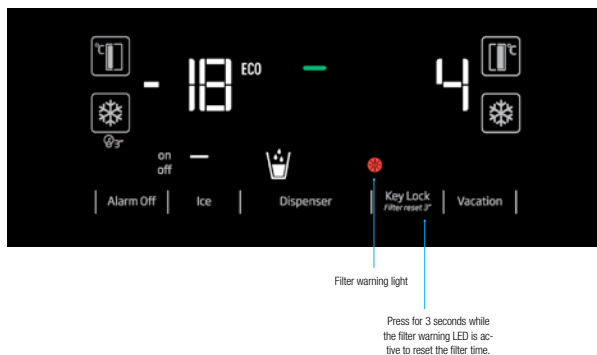 °C
°C
- 18 ECO
4
3"
on
off
Alarm Off
Ice
Dispenser
Key Lock
Filter reset 3"
Vacation
Filter warning light
Press for 3 seconds while
the filter warning LED is ac-
tive to reset the filter time.